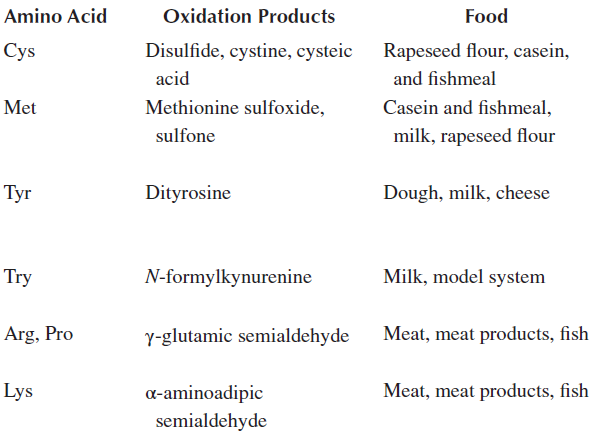 Amino Acid Oxidation Products Food
Cys Disulfide, cystine, cysteic Rapeseed flour, casein,
acid and fishmeal
Met Methionine sulfoxide, Casein and fishmeal,
sulfone milk, rapeseed flour
Tyr Dityrosine Dough, milk, cheese
Try N-formylkynurenine Milk, model system
Arg, Pro γ-glutamic semialdehyde Meat, meat products, fish
Lys α-aminoadipic Meat, meat products, fish
semialdehyde